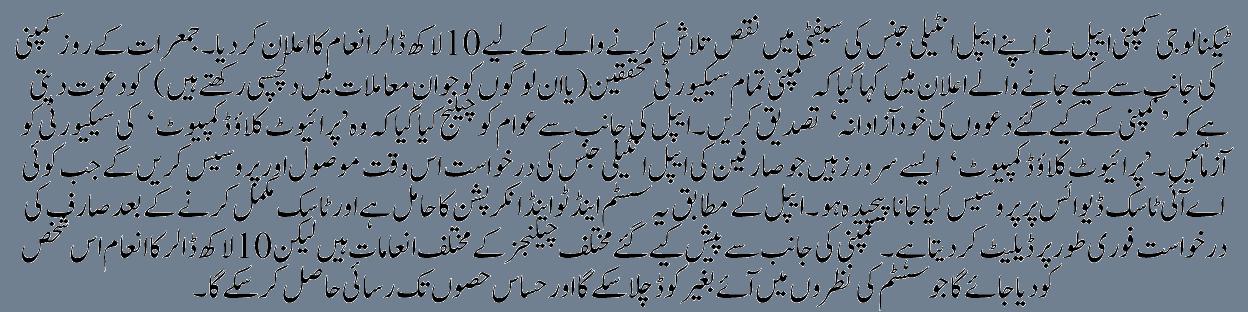 ٹیکنالوجی کمپنی ایپل نے اپنے ایپل انٹیلی جنس کی سیفٹی میں نقص تلاش کرنے والے کے لیے 10 لاکھ ڈالر انعام کا اعلان کر دیا۔ جمعرات کے روز کمپنی
کی جانب سے کیے جانے والے اعلان میں کہا گیا کہ کمپنی تمام سیکیورٹی محققین (یا ان لوگوں کو جو ان معاملات میں دلچسپی رکھتے ہیں) کو دعوت دیتی
ہے کہ ’کمپنی کے کیے گئے دعووں کی خود آزادانہ‘ تصدیق کریں۔ ایپل کی جانب سے عوام کو چیلنج کیا گیا کہ وہ ’پرائیوٹ کلاؤڈ کمپیوٹ‘ کی سیکیورٹی کو
آزمائیں۔ ’پرائیوٹ کلاؤڈ کمپیوٹ‘ ایسے سرورز ہیں جو صارفین کی ایپل انٹیلی جنس کی درخواست اس وقت موصول اور پروسیس کریں گے جب کوئی
اے آئی ٹاسک ڈیوائس پر پروسیس کیا جانا پیچیدہ ہو۔ ایپل کے مطابق یہ سسٹم اینڈ ٹو اینڈ انکرپشن کا حامل ہے اور ٹاسک مکمل کرنے کے بعد صارف کی
درخواست فوری طور پر ڈیلیٹ کر دیتا ہے۔ کمپنی کی جانب سے پیش کیے گئے مختلف چیلنجز کے مختلف انعامات ہیں لیکن 10 لاکھ ڈالر کا انعام اس شخص
کو دیا جائے گا جو سسٹم کی نظروں میں آئے بغیر کوڈ چلا سکے گا اور حساس حصوں تک رسائی حاصل کر سکے گا۔